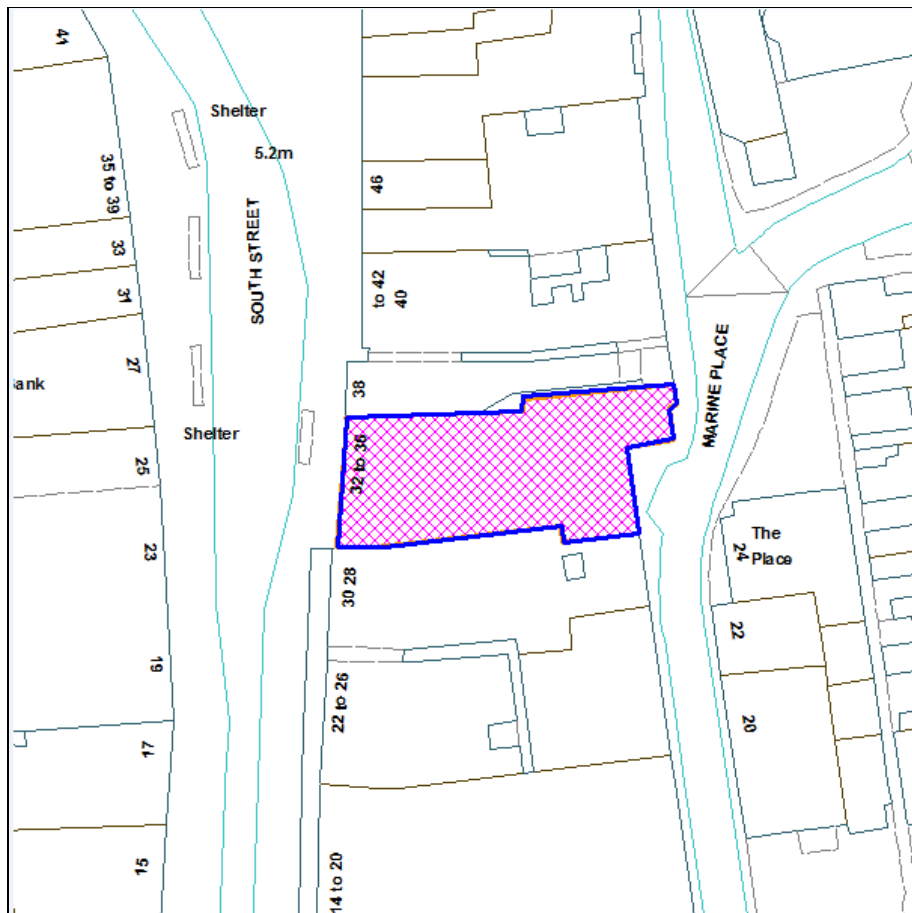 41
Shelter
5.2m
35 to 39
46
SOUTH STREET
33
31
to 42
40
27
Bank
38
MARINE PLACE
Shelter
32 to 36
25
23
The
Place
24
30 28
22
19
22 to 26
20
17
15
14 to 20